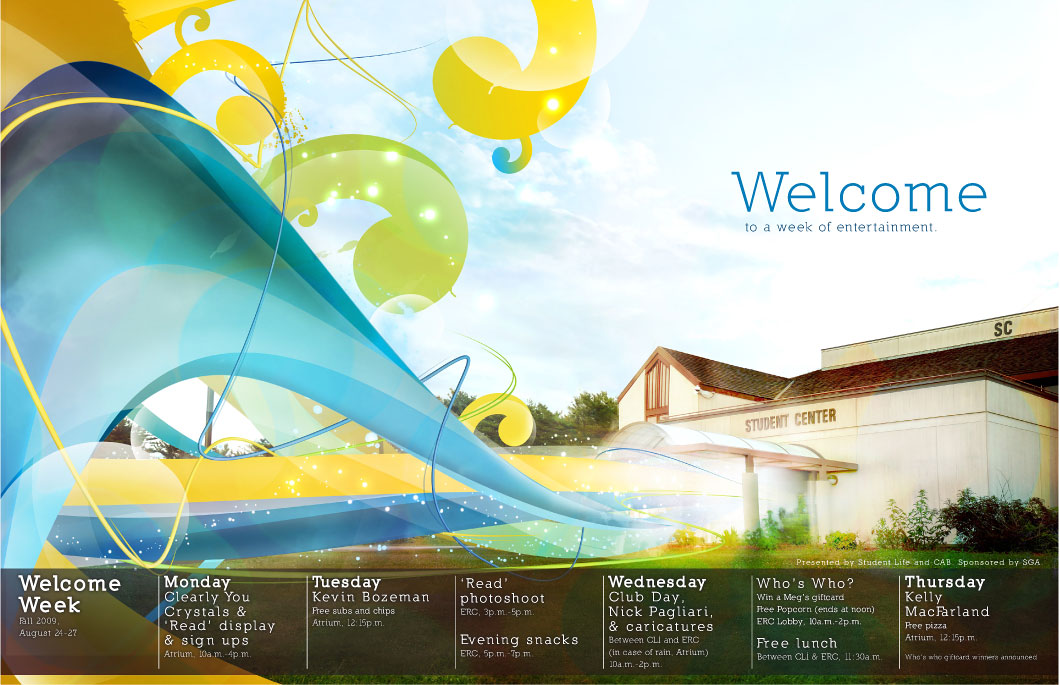 Welcome
to a week of entertainment.
SC
STUDENT CENTER
Presented by Student Life and CAB. Sponsored by SGA.
Welcome
Week
Fall 2009,
August 24-27
Monday
Clearly You
Crystals &
'Read' display
& sign ups
Atrium, 10a.m.-4p.m.
Tuesday
Kevin Bozeman
Free subs and chips
Atrium, 12:15p.m.
'Read'
photoshoot
ERC, 3p.m.-5p.m.
Evening snacks
ERC, 5p.m.-7p.m.
Wednesday
Club Day,
Nick Pagliari,
& caricatures
Between CLI and ERC
(in case of rain, Atrium)
10a.m.-2p.m.
Who's Who?
Win a Meg's giftcard
Free Popcorn (ends at noon)
ERC Lobby, 10a.m.-2p.m.
Free lunch
Between CLI & ERC, 11:30a.m.
Thursday
Kelly
MacFarland
Free pizza
Atrium, 12:15p.m.
Who's who giftcard winners announced.